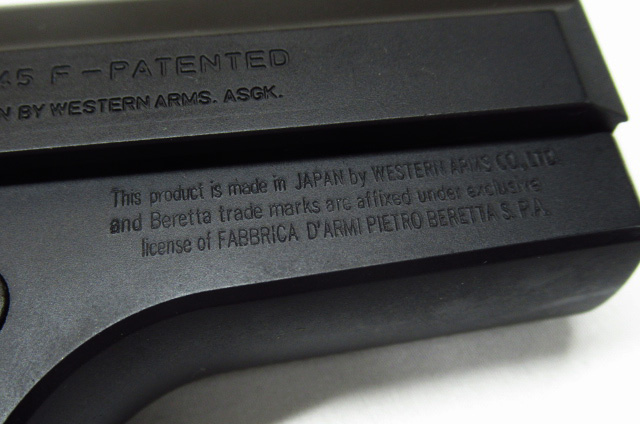 45 F–PATENTED
N BY WESTERN ARMS. ASGK.
This product is made in JAPAN by WESTERN ARMS CO., LTD
and Beretta trade marks are affixed under exclusive
license of FABBRICA D'ARMI PIETRO BERETTA S. P.A.